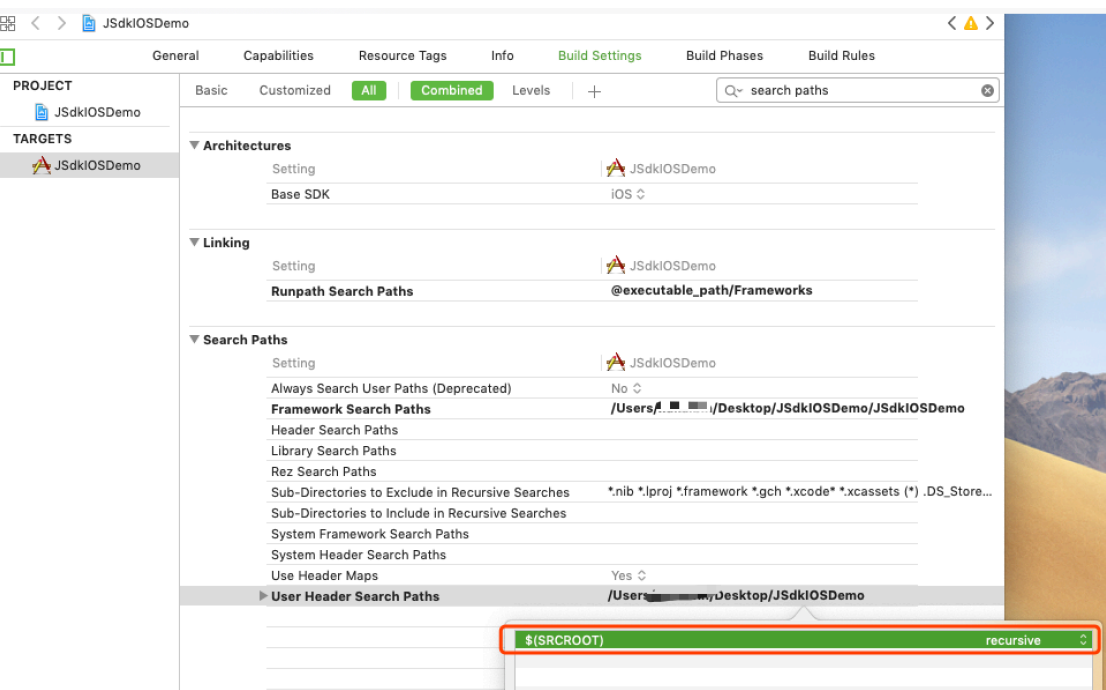 JSdkIOSDemo
General Capabilities Resource Tags Info Build Settings Build Phases Build Rules
PROJECT
JSdkIOSDemo
TARGETS
JSdkIOSDemo
Basic Customized All Combined Levels + search paths
Architectures
Setting JSdkIOSDemo
Base SDK iOS
Linking
Setting JSdkIOSDemo
Runpath Search Paths @executable_path/Frameworks
Search Paths
Setting JSdkIOSDemo
Always Search User Paths (Deprecated) No
Framework Search Paths /Users/ /Desktop/JSdkIOSDemo/JSdkIOSDemo
Header Search Paths
Library Search Paths
Rez Search Paths
Sub-Directories to Exclude in Recursive Searches *.nib *.lproj *.framework *.gch *.xcode* *.xcassets (*) .DS_Store...
Sub-Directories to Include in Recursive Searches
System Framework Search Paths
System Header Search Paths
Use Header Maps Yes
User Header Search Paths /Users /Desktop/JSdkIOSDemo
$(SRCROOT) recursive